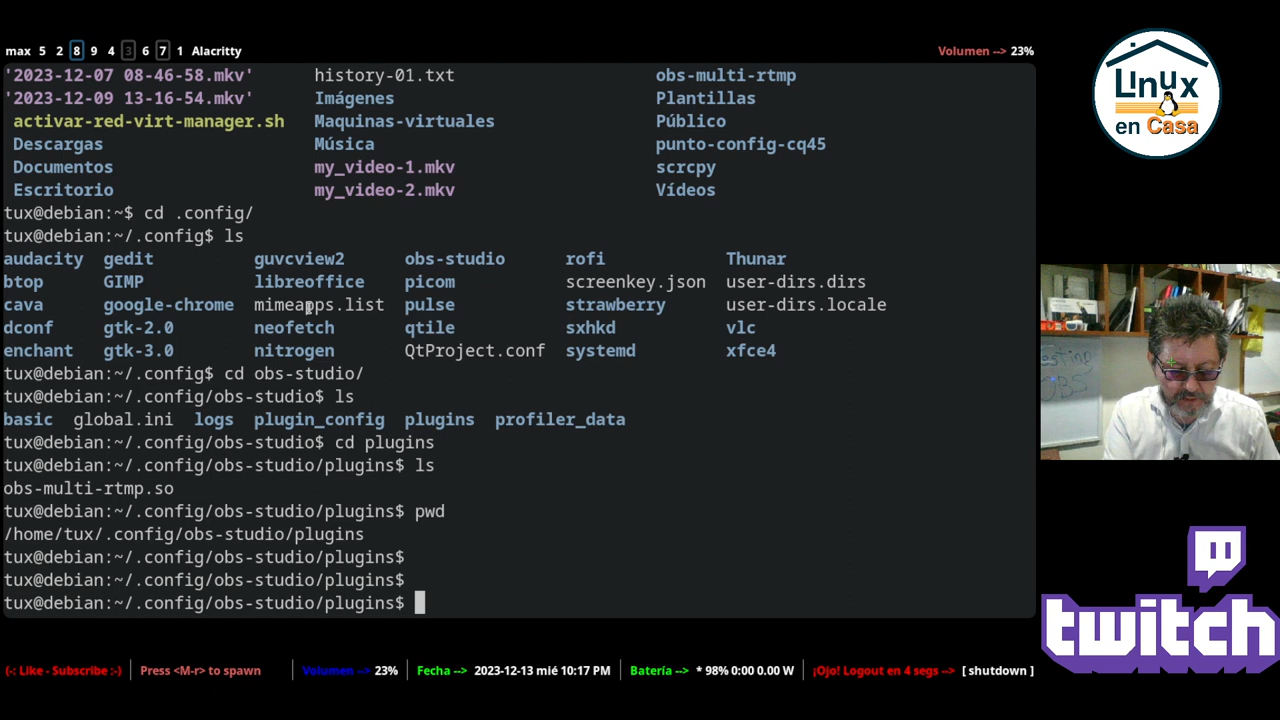 max 5 2 8 9 4 3 6 7 1 Alacritty Volumen --> 23%
'2023-12-07 08-46-58.mkv' history-01.txt obs-multi-rtmp
'2023-12-09 13-16-54.mkv' Imágenes Plantillas
activar-red-virt-manager.sh Maquinas-virtuales Público
Descargas Música punto-config-cq45
Documentos my_video-1.mkv scrcpy
Escritorio my_video-2.mkv Vídeos
tux@debian:~$ cd .config/
tux@debian:~/.config$ ls
audacity gedit guvcview2 obs-studio rofi Thunar
btop GIMP libreoffice picom screenkey.json user-dirs.dirs
cava google-chrome mimeapps.list pulse strawberry user-dirs.locale
dconf gtk-2.0 neofetch qtile sxhkd vlc
enchant gtk-3.0 nitrogen QtProject.conf systemd xfce4
tux@debian:~/.config$ cd obs-studio/
tux@debian:~/.config/obs-studio$ ls
basic global.ini logs plugin_config plugins profiler_data
tux@debian:~/.config/obs-studio$ cd plugins
tux@debian:~/.config/obs-studio/plugins$ ls
obs-multi-rtmp.so
tux@debian:~/.config/obs-studio/plugins$ pwd
/home/tux/.config/obs-studio/plugins
tux@debian:~/.config/obs-studio/plugins$
tux@debian:~/.config/obs-studio/plugins$
tux@debian:~/.config/obs-studio/plugins$
(-: Like - Subscribe :-) Press <M-r> to spawn Volumen --> 23% Fecha --> 2023-12-13 mié 10:17 PM Batería --> * 98% 0:00 0.00 W ¡Ojo! Logout en 4 segs --> [ shutdown ]
Linux
en Casa
Testing
OBS
twitch